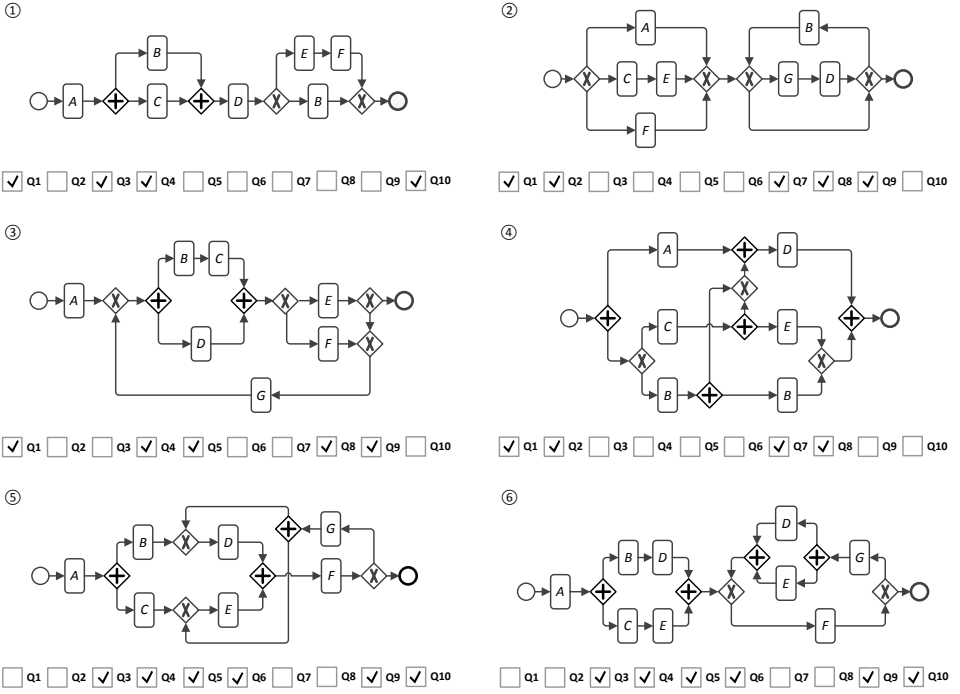 ① ②
B
E F
A C D B
A
B
C E G D
F
Q1 Q2 Q3 Q4 Q5 Q6 Q7 Q8 Q9 Q10
Q1 Q2 Q3 Q4 Q5 Q6 Q7 Q8 Q9 Q10
③ ④
B C
A E
D F
G
A D
C E
B B
Q1 Q2 Q3 Q4 Q5 Q6 Q7 Q8 Q9 Q10
Q1 Q2 Q3 Q4 Q5 Q6 Q7 Q8 Q9 Q10
⑤ ⑥
B D G
A F
C E
D
B D G
A E
C E F
Q1 Q2 Q3 Q4 Q5 Q6 Q7 Q8 Q9 Q10
Q1 Q2 Q3 Q4 Q5 Q6 Q7 Q8 Q9 Q10